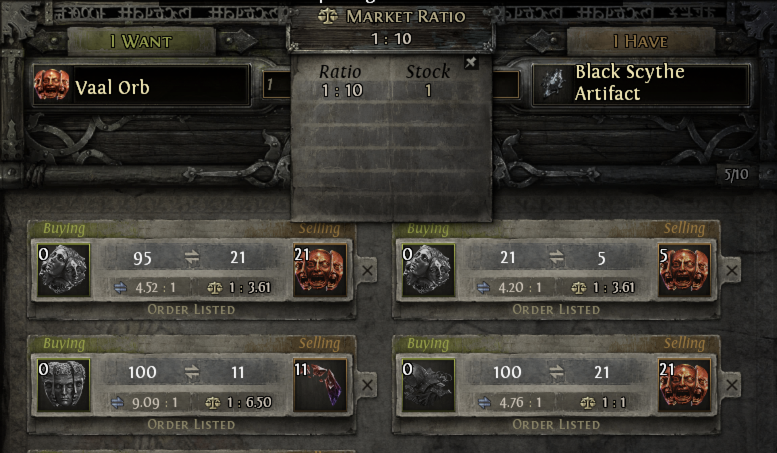 Market Ratio
I Want
1 : 10
I Have
Vaal Orb
1
Ratio
Stock
1 : 10
1
Black Scythe
Artifact
5/10
Buying
Selling
0
95
21
21
4.52 : 1
1 : 3.61
Order Listed
Buying
Selling
0
21
5
5
4.20 : 1
1 : 3.61
Order Listed
Buying
Selling
0
100
11
11
9.09 : 1
1 : 6.50
Order Listed
Buying
Selling
0
100
21
21
4.76 : 1
1 : 1
Order Listed